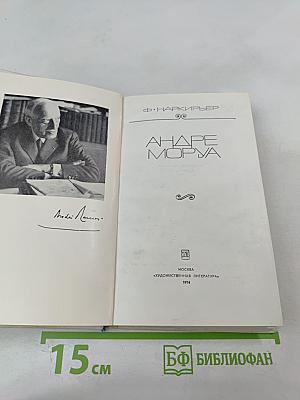 Ф·НАРКИРЬЕР
АНДРЕ
МОРУА
МОСКВА
«ХУДОЖЕСТВЕННАЯ ЛИТЕРАТУРА»
1974
15 см
БФ БИБЛИОФАН